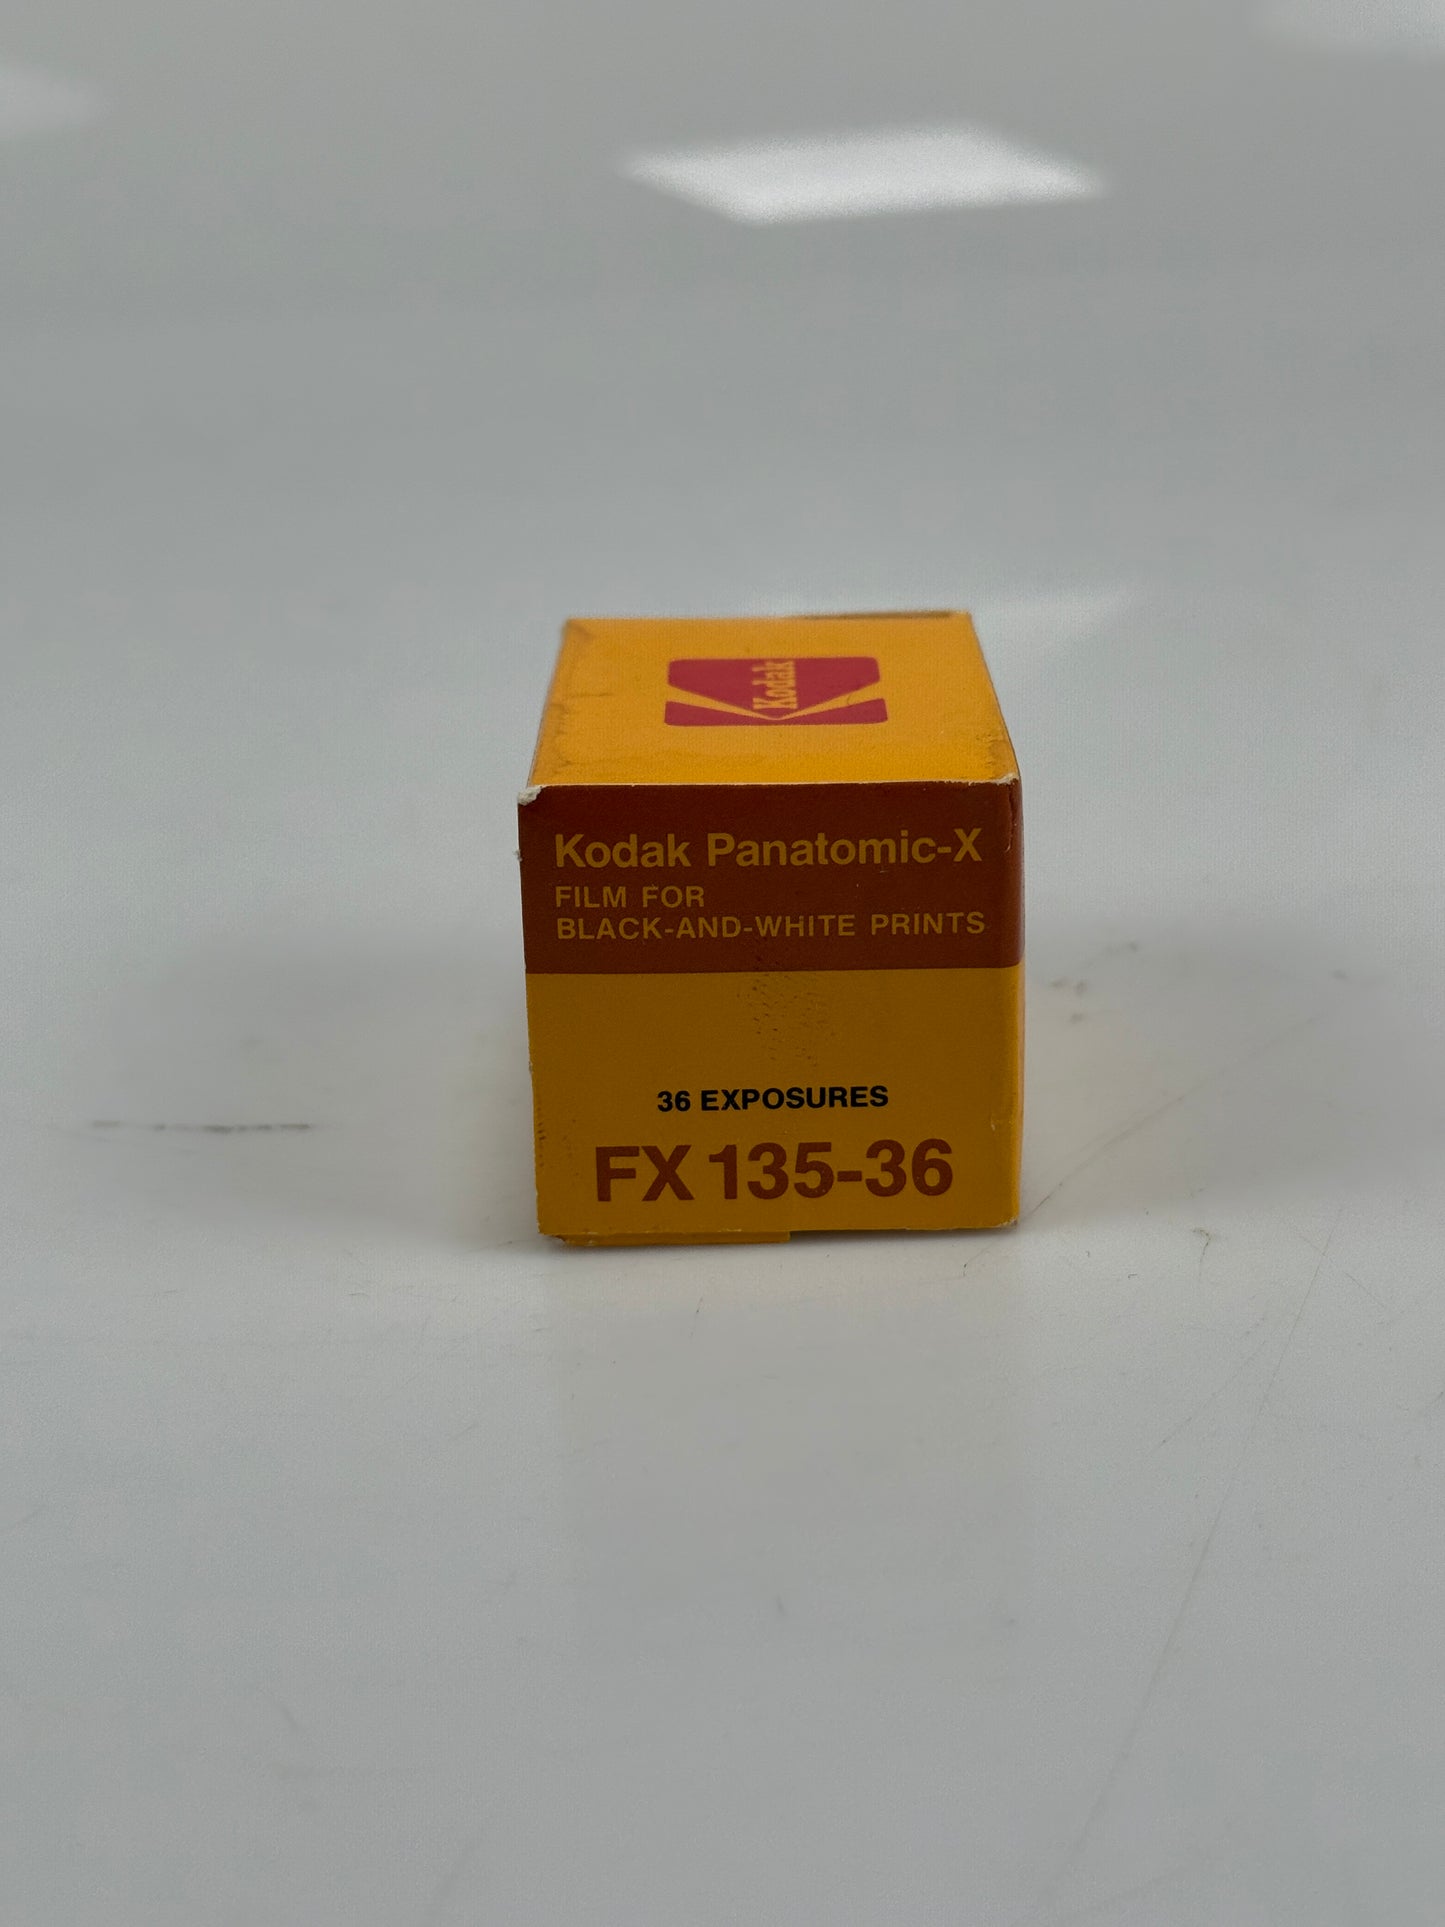 Kodak
Kodak Panatomic-X
FILM FOR
BLACK-AND-WHITE PRINTS
36 EXPOSURES
FX 135-36